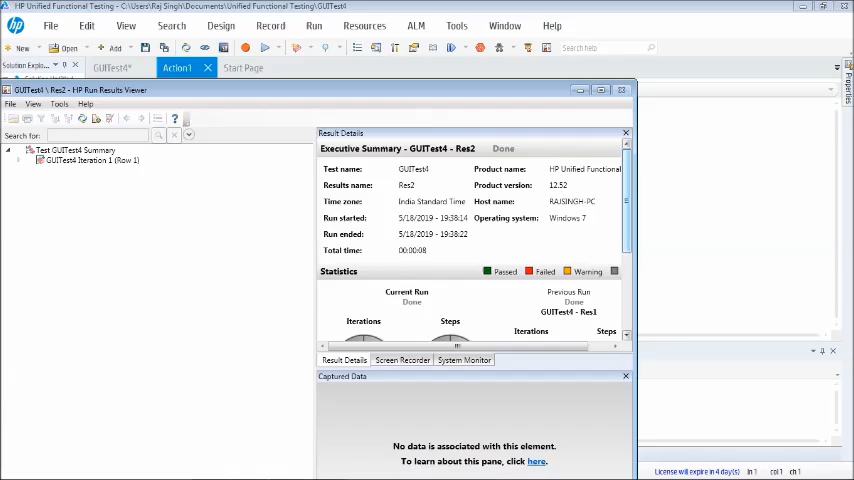 HP Unified Functional Testing - C:\Users\Raj Singh\Documents\Unified Functional Testing\GUITest4
hp File Edit View Search Design Record Run Resources ALM Tools Window Help
New Open Add Search help
Solution Explo...
GUITest4* Action1 Start Page
Properties
GUITest4 \ Res2 - HP Run Results Viewer
File View Tools Help
Search for:
Test GUITest4 Summary
GUITest4 Iteration 1 (Row 1)
Result Details
Executive Summary - GUITest4 - Res2 Done
Test name: GUITest4 Product name: HP Unified Functional
Results name: Res2 Product version: 12.52
Time zone: India Standard Time Host name: RAJSINGH-PC
Run started: 5/18/2019 - 19:38:14 Operating system: Windows 7
Run ended: 5/18/2019 - 19:38:22
Total time: 00:00:08
Statistics Passed Failed Warning
Current Run Previous Run
Done Done
GUITest4 - Res1
Iterations Steps Iterations Steps
Result Details Screen Recorder System Monitor
Captured Data
No data is associated with this element.
To learn about this pane, click here.
License will expire in 4 day(s) ln 1 col 1 ch 1